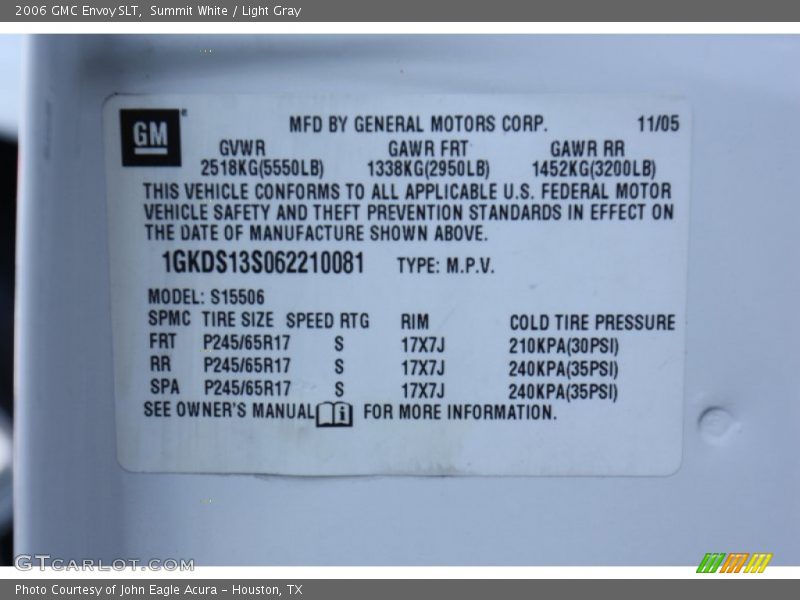 2006 GMC Envoy SLT,  Summit White / Light Gray
GM®
MFD BY GENERAL MOTORS CORP. 11/05
GVWR GAWR FRT GAWR RR
2518KG(5550LB) 1338KG(2950LB) 1452KG(3200LB)
THIS VEHICLE CONFORMS TO ALL APPLICABLE U.S. FEDERAL MOTOR
VEHICLE SAFETY AND THEFT PREVENTION STANDARDS IN EFFECT ON
THE DATE OF MANUFACTURE SHOWN ABOVE.
1GKDS13S062210081 TYPE: M.P.V.
MODEL: S15506
SPMC TIRE SIZE SPEED RTG RIM COLD TIRE PRESSURE
FRT P245/65R17 S 17X7J 210KPA(30PSI)
RR P245/65R17 S 17X7J 240KPA(35PSI)
SPA P245/65R17 S 17X7J 240KPA(35PSI)
SEE OWNER'S MANUAL i FOR MORE INFORMATION.
GTCARLOT.COM
Photo Courtesy of John Eagle Acura - Houston, TX